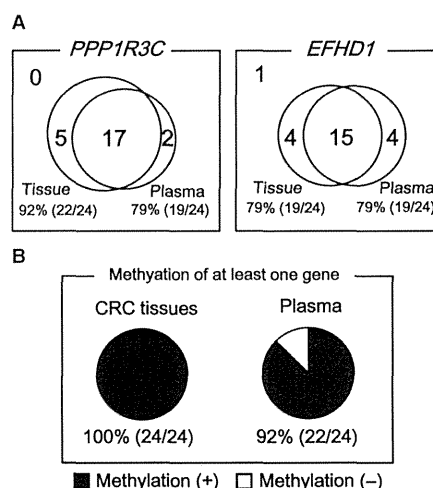 A
PPP1R3C
EFHD1
0
5 17 2
Tissue
92% (22/24)
Plasma
79% (19/24)
1
4 15 4
Tissue
79% (19/24)
Plasma
79% (19/24)
B
Methyation of at least one gene
CRC tissues
Plasma
100% (24/24)
92% (22/24)
Methylation (+) Methylation (–)